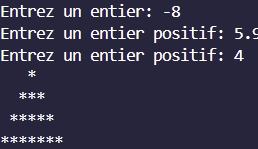 Entrez un entier: -8
Entrez un entier positif: 5.9
Entrez un entier positif: 4
   *
  ***
 *****
*******